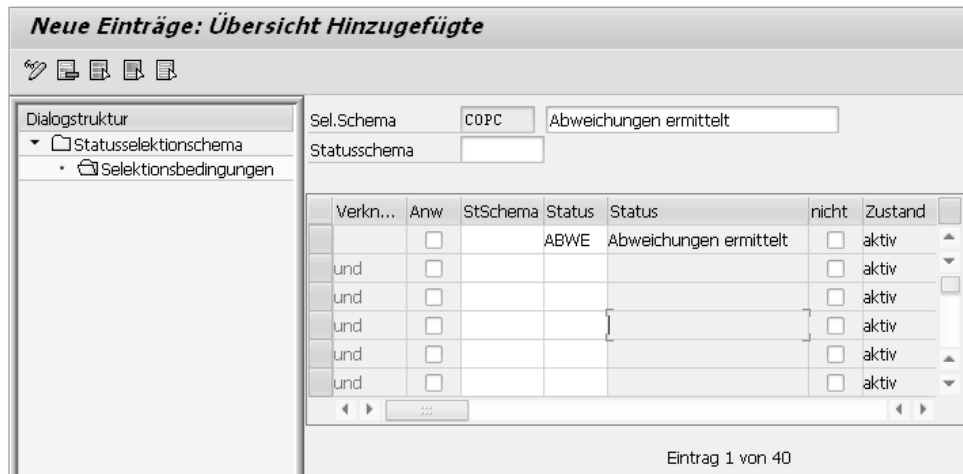 Neue Einträge: Übersicht Hinzugefügte
Dialogstruktur
Statusselektionschema
Selektionsbedingungen
Sel.Schema COPC Abweichungen ermittelt
Statusschema
Verkn... Anw StSchema Status Status nicht Zustand
ABWE Abweichungen ermittelt aktiv
und aktiv
und aktiv
und aktiv
und aktiv
und aktiv
Eintrag 1 von 40